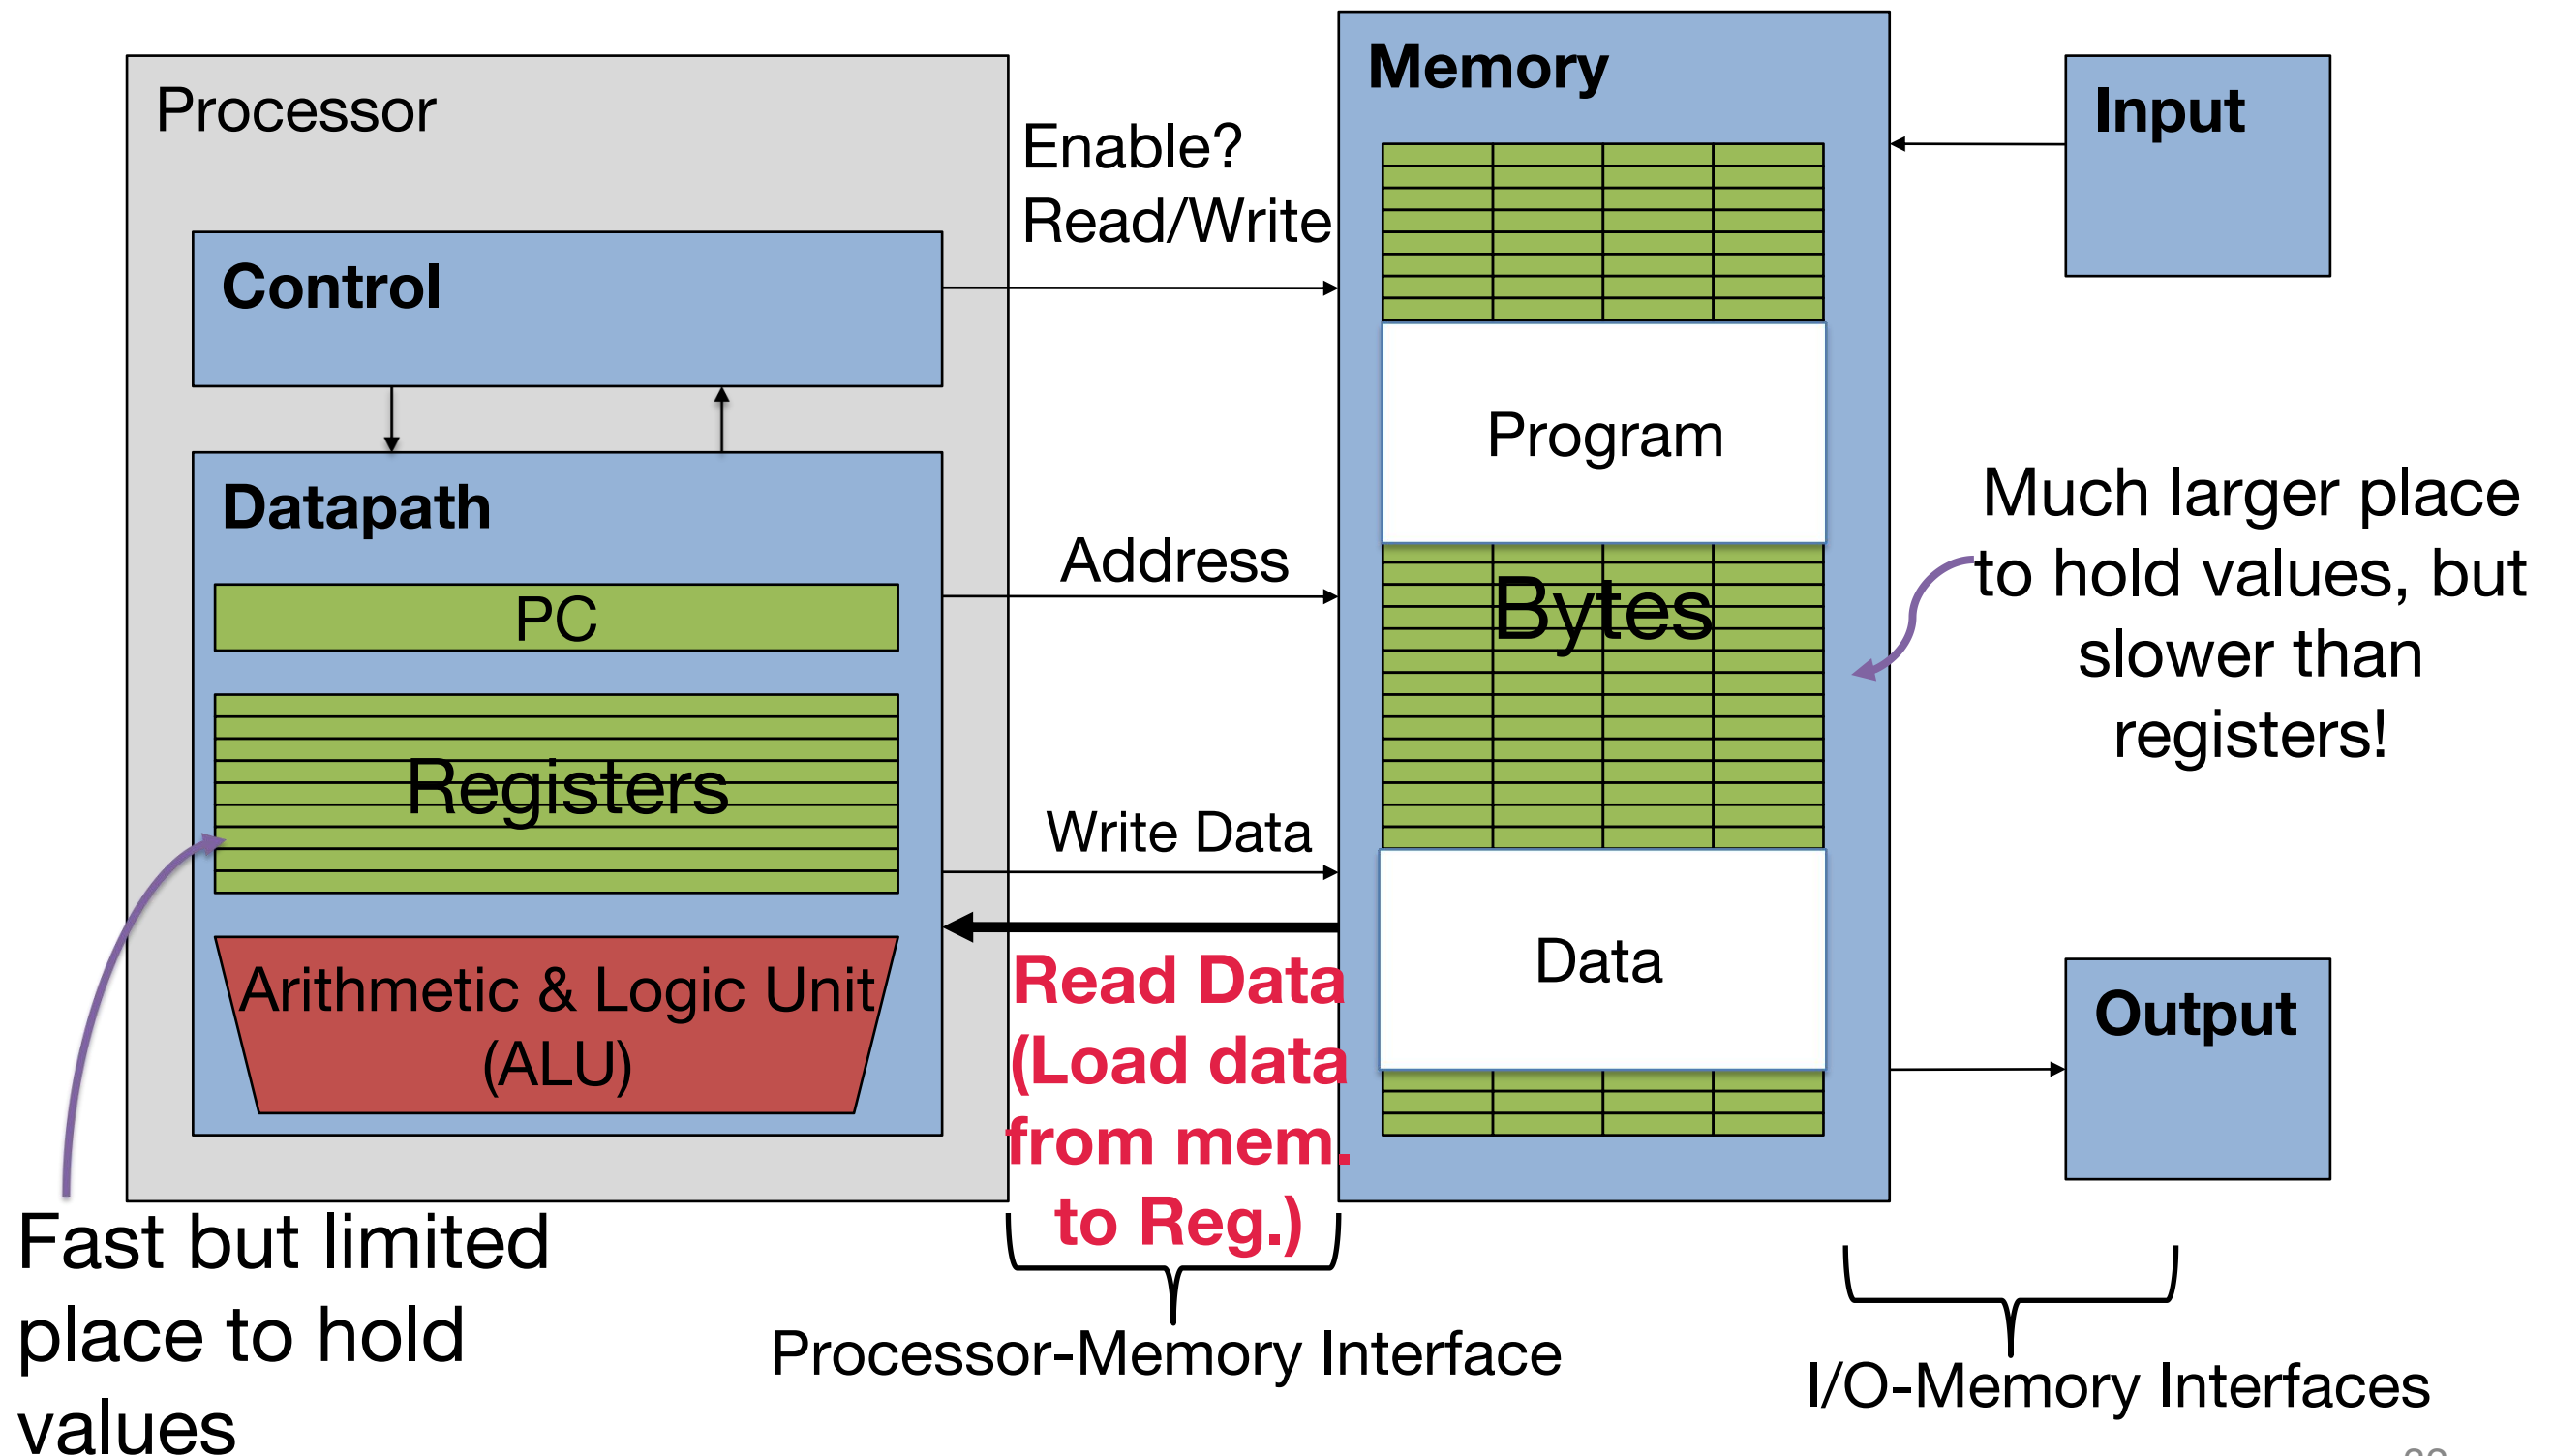 Processor
Control
Datapath
PC
Registers
Arithmetic & Logic Unit
(ALU)
Fast but limited
place to hold
values
Enable?
Read/Write
Address
Write Data
Read Data
(Load data
from mem.
to Reg.)
Processor-Memory Interface
Memory
Program
Bytes
Data
Input
Much larger place
to hold values, but
slower than
registers!
Output
I/O-Memory Interfaces